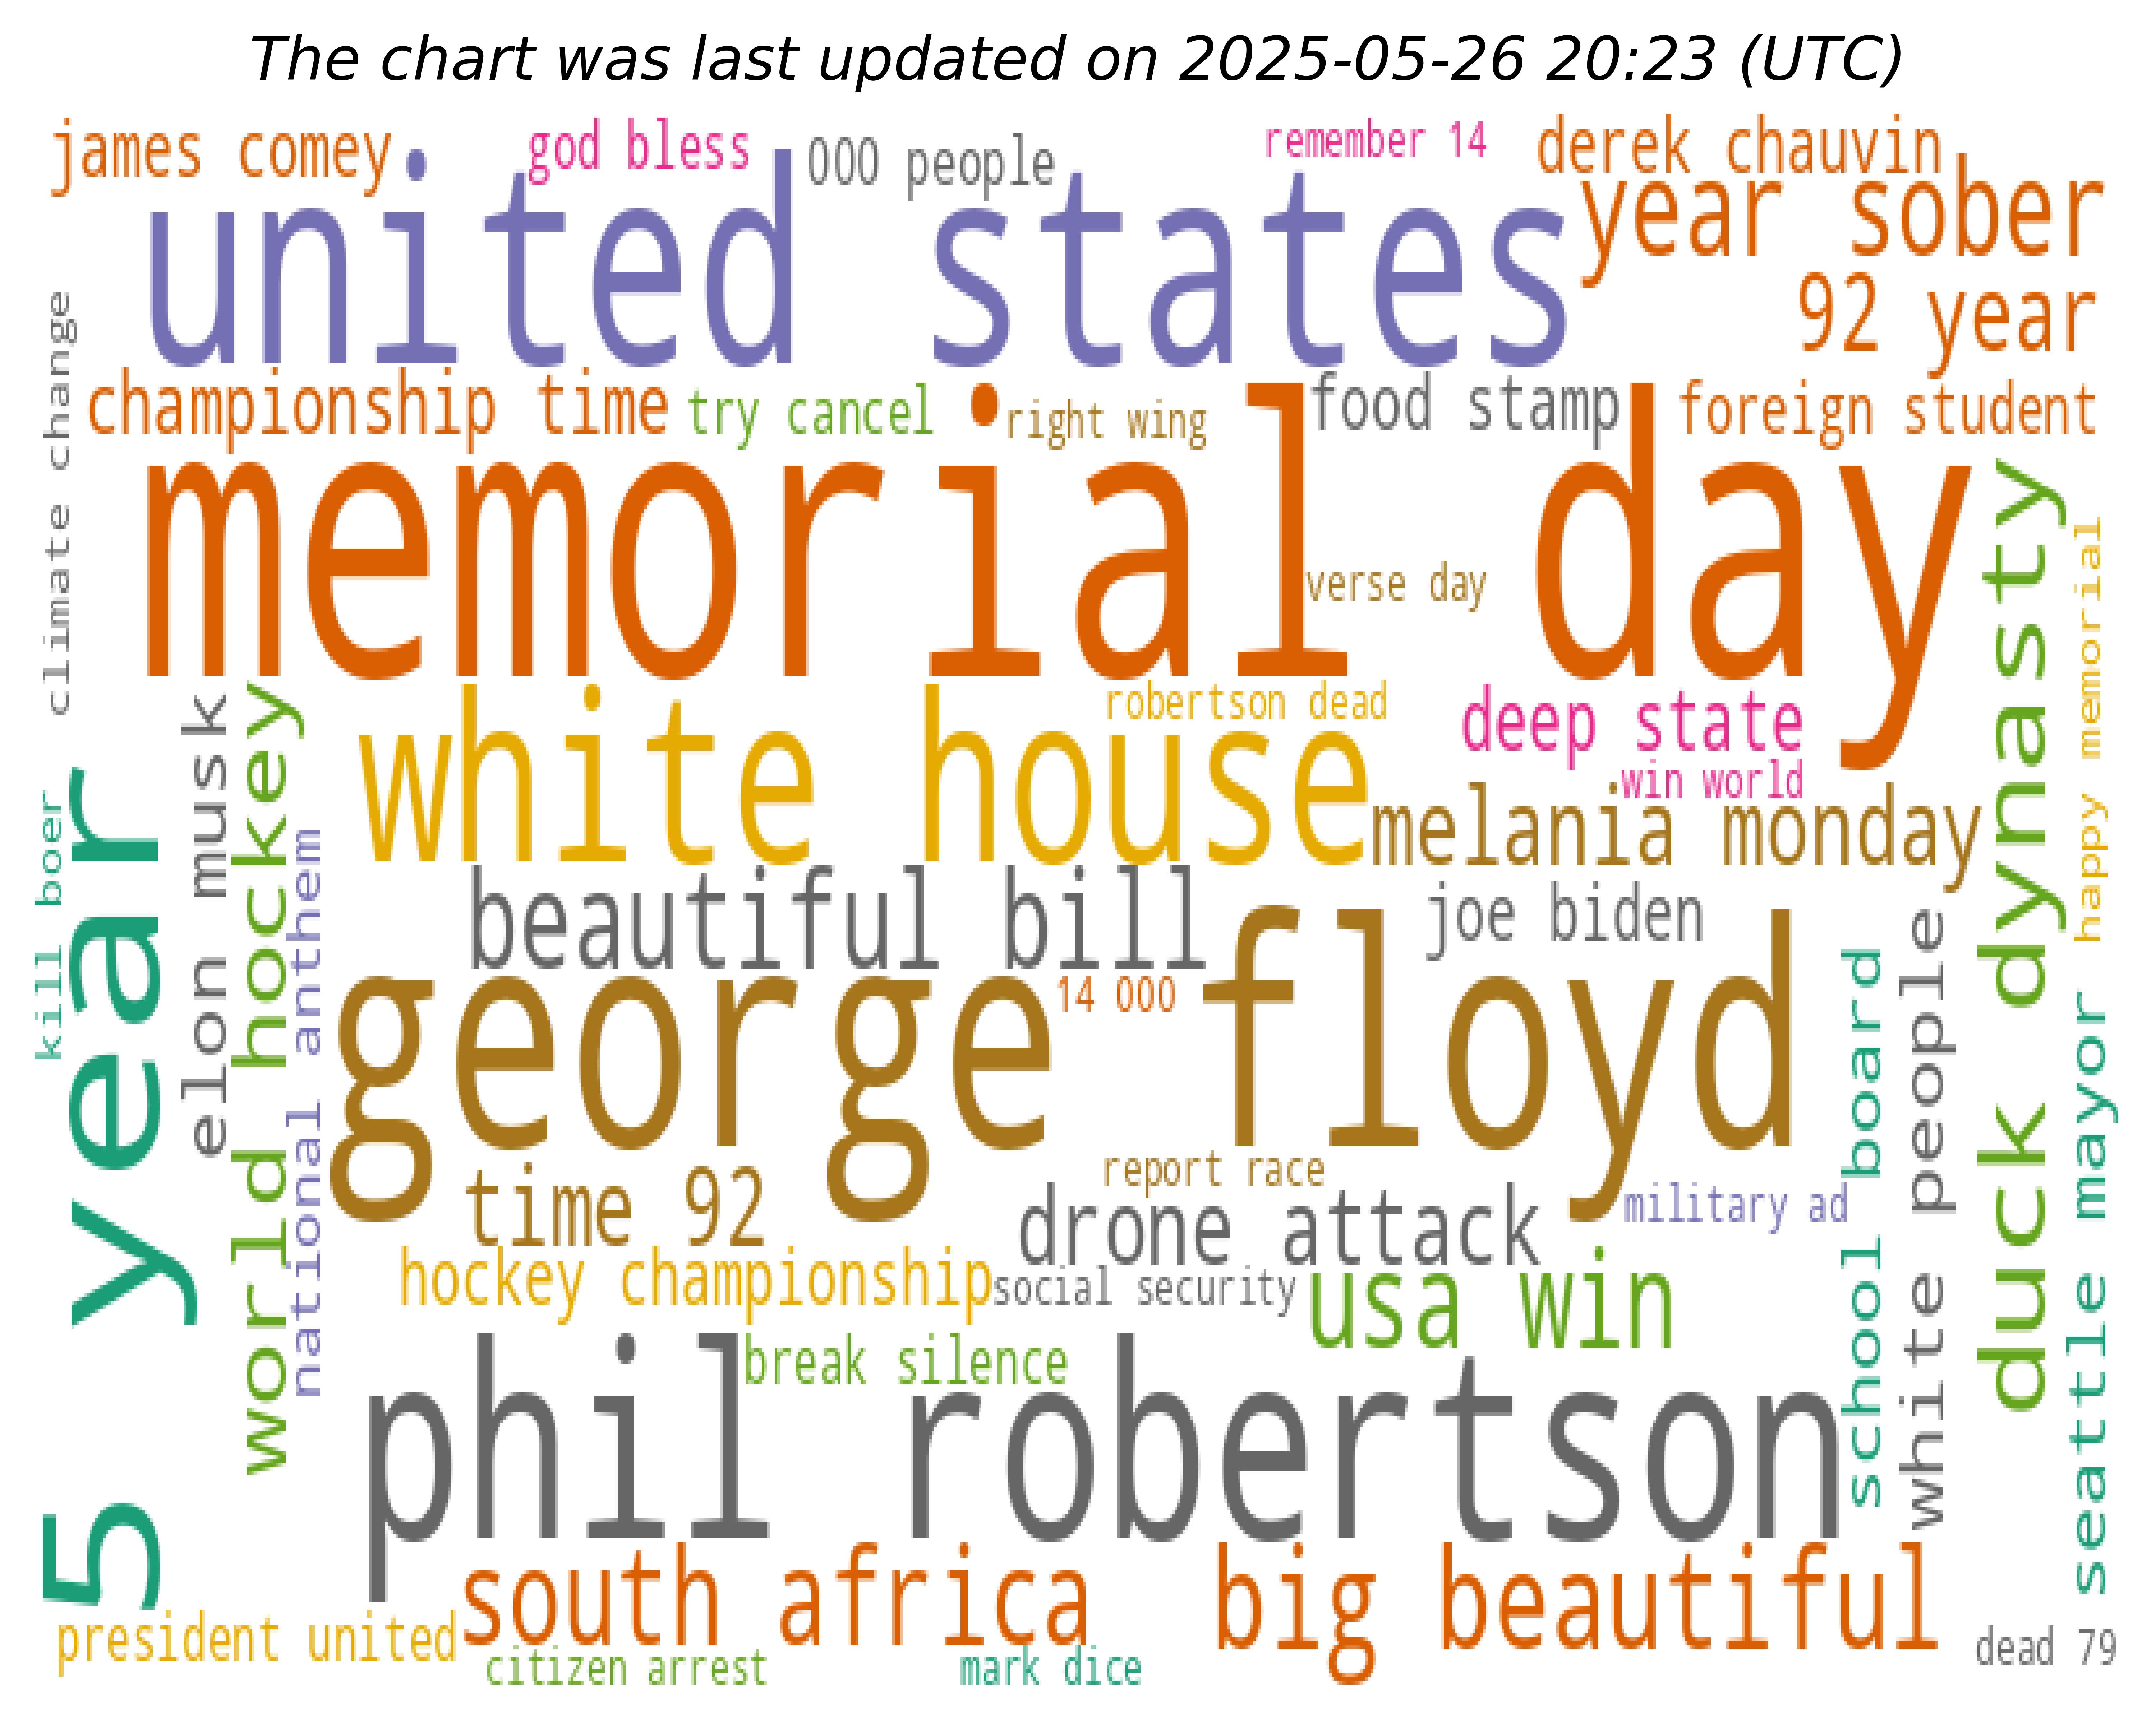 The chart was last updated on 2025-05-26 20:23 (UTC)
james comey
god bless
000 people
remember 14
derek chauvin
united states
year sober
92 year
climate change
championship time
try cancel
right wing
food stamp
foreign student
memorial day
verse day
duck dynasty
happy memorial
white house
robertson dead
deep state
win world
melania monday
kill boer
5 year
elon musk
world hockey
national anthem
beautiful bill
joe biden
george floyd
14 000
school board
white people
seattle mayor
time 92
report race
drone attack
military ad
hockey championship
social security
usa win
break silence
phil robertson
south africa
big beautiful
president united
citizen arrest
mark dice
dead 79